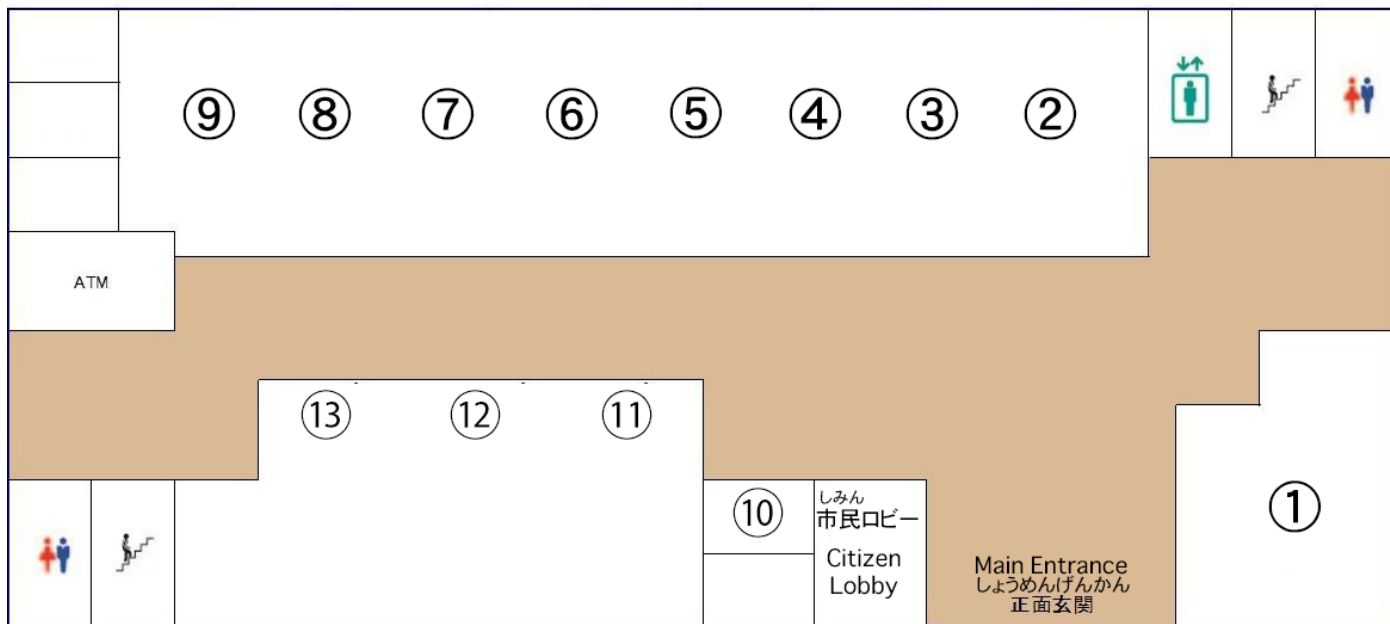 ⑨ ⑧ ⑦ ⑥ ⑤ ④ ③ ②
ATM
⑬ ⑫ ⑪
⑩
しみん
市民ロビー
Citizen
Lobby
①
Main Entrance
しょうめんげんかん
正面玄関